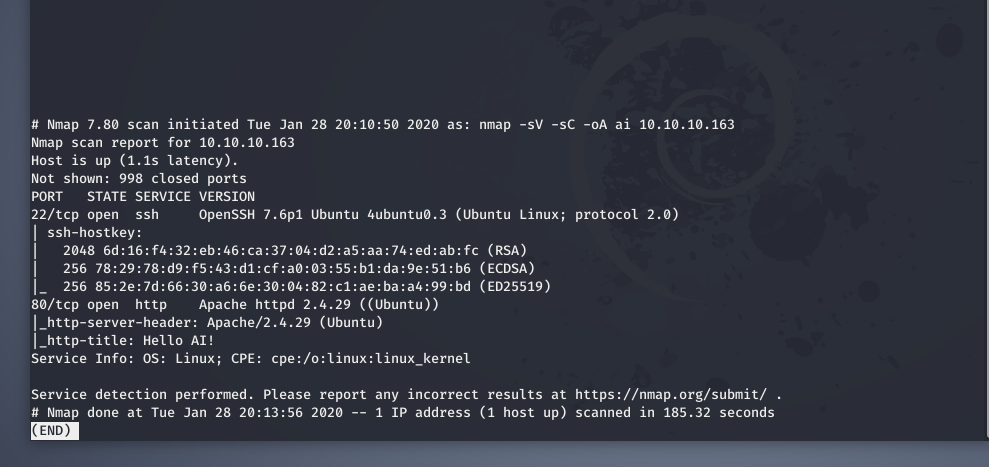 # Nmap 7.80 scan initiated Tue Jan 28 20:10:50 2020 as: nmap -sV -sC -oA ai 10.10.10.163
Nmap scan report for 10.10.10.163
Host is up (1.1s latency).
Not shown: 998 closed ports
PORT   STATE SERVICE VERSION
22/tcp open  ssh     OpenSSH 7.6p1 Ubuntu 4ubuntu0.3 (Ubuntu Linux; protocol 2.0)
| ssh-hostkey:
|   2048 6d:16:f4:32:eb:46:ca:37:04:d2:a5:aa:74:ed:ab:fc (RSA)
|   256 78:29:78:d9:f5:43:d1:cf:a0:03:55:b1:da:9e:51:b6 (ECDSA)
|_  256 85:2e:7d:66:30:a6:6e:30:04:82:c1:ae:ba:a4:99:bd (ED25519)
80/tcp open  http    Apache httpd 2.4.29 ((Ubuntu))
|_http-server-header: Apache/2.4.29 (Ubuntu)
|_http-title: Hello AI!
Service Info: OS: Linux; CPE: cpe:/o:linux:linux_kernel

Service detection performed. Please report any incorrect results at https://nmap.org/submit/ .
# Nmap done at Tue Jan 28 20:13:56 2020 -- 1 IP address (1 host up) scanned in 185.32 seconds
(END)